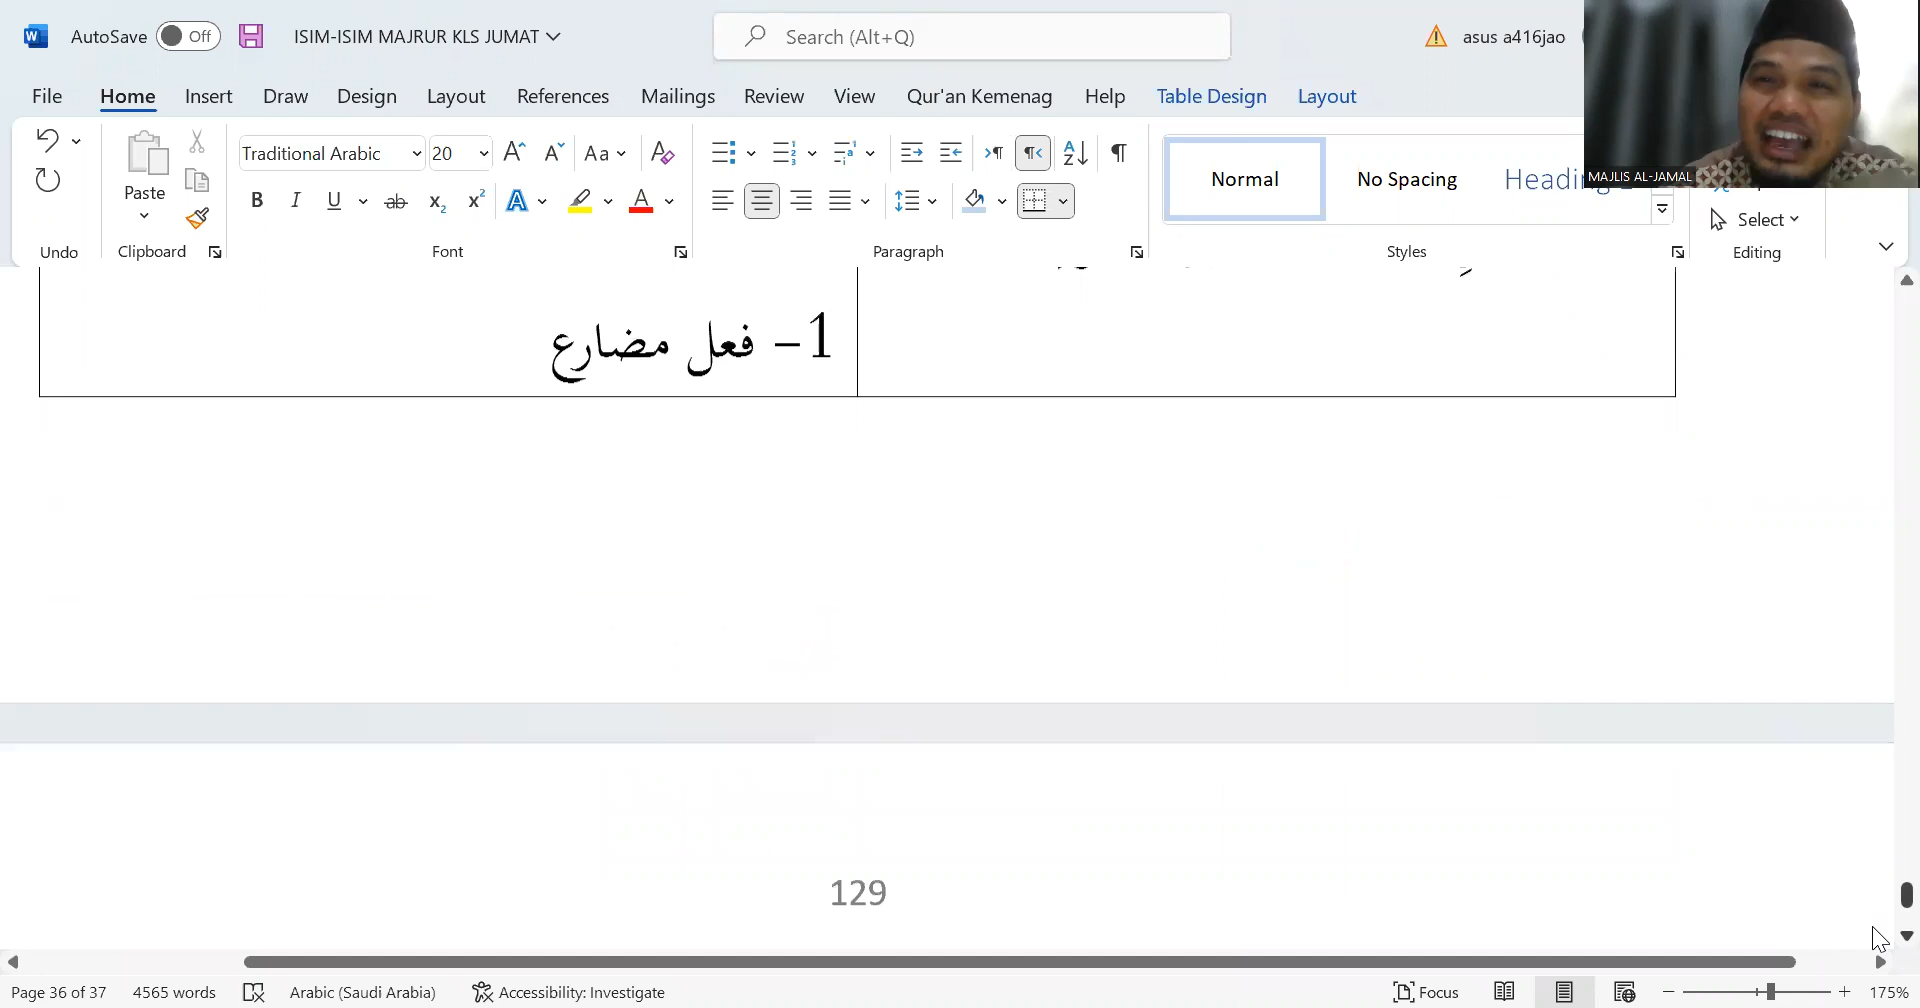 AutoSave Off ISIM-ISIM MAJRUR KLS JUMAT Search (Alt+Q) asus a416jao
File Home Insert Draw Design Layout References Mailings Review View Qur'an Kemenag Help Table Design Layout
MAJLIS AL-JAMAL
Traditional Arabic 20 Aa
Paste
Normal No Spacing Heading
Select
Undo Clipboard Font Paragraph Styles Editing
1- فعل مضارع
129
Page 36 of 37 4565 words Arabic (Saudi Arabia) Accessibility: Investigate Focus 175%